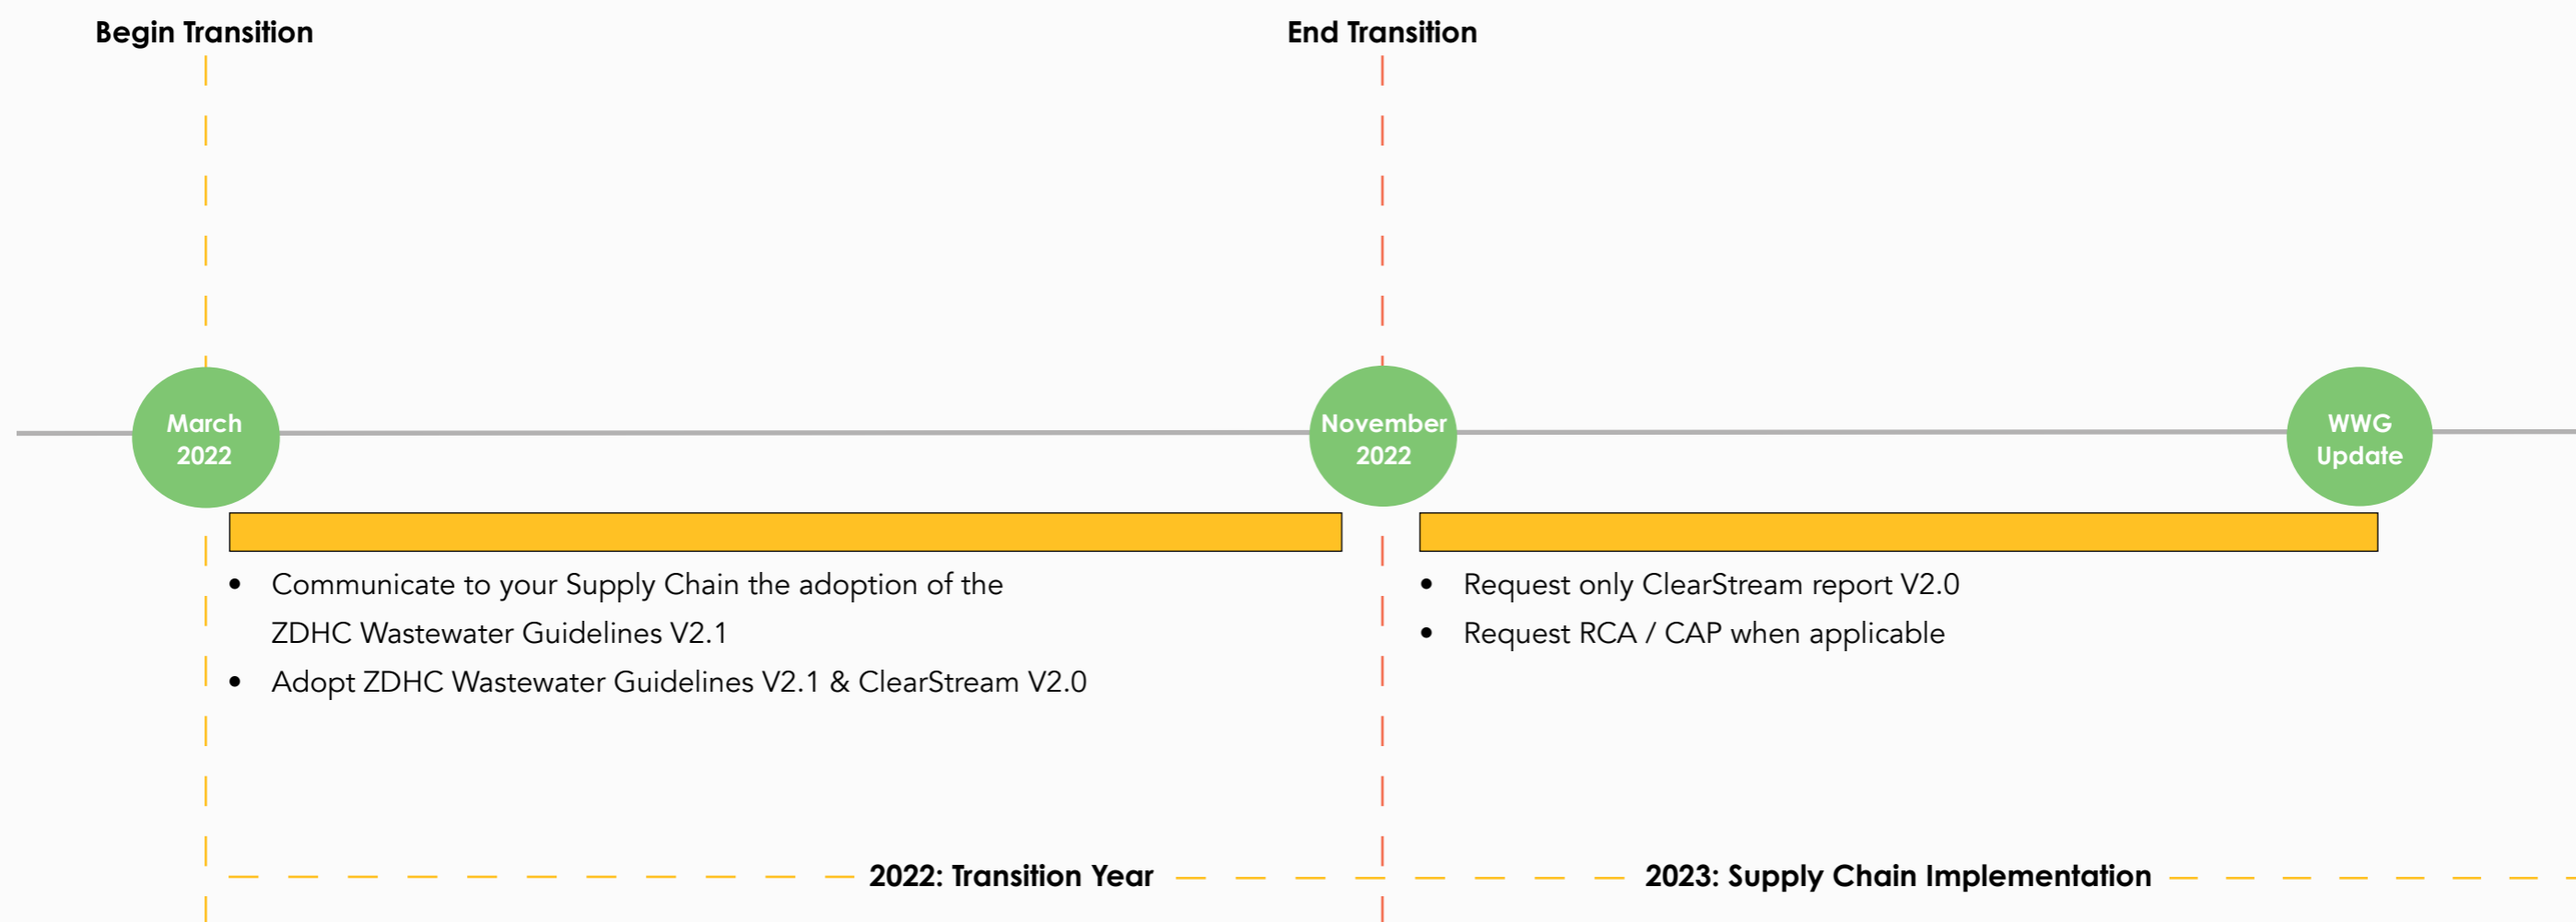 Begin Transition
End Transition
March
2022
November
2022
WWG
Update
• Communicate to your Supply Chain the adoption of the
ZDHC Wastewater Guidelines V2.1
• Adopt ZDHC Wastewater Guidelines V2.1 & ClearStream V2.0
• Request only ClearStream report V2.0
• Request RCA / CAP when applicable
2022: Transition Year
2023: Supply Chain Implementation